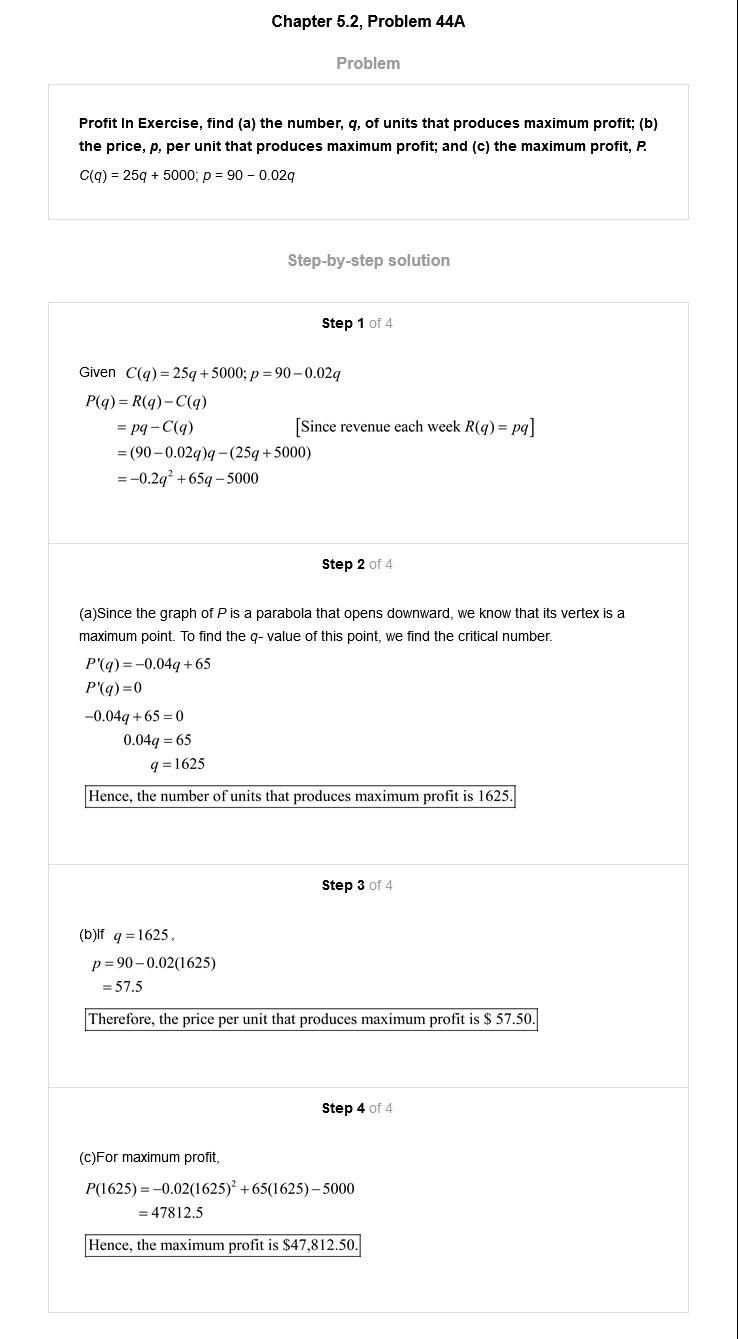 Chapter 5.2, Problem 44A
Problem
Profit In Exercise, find (a) the number, q, of units that produces maximum profit; (b)
the price, p, per unit that produces maximum profit; and (c) the maximum profit, P.
C(q) = 25q + 5000; p = 90 − 0.02q
Step-by-step solution
Step 1 of 4
Given C(q) = 25q + 5000; p = 90 − 0.02q
P(q) = R(q) − C(q)
= pq − C(q) [Since revenue each week R(q) = pq]
= (90 − 0.02q)q − (25q + 5000)
= −0.2q² + 65q − 5000
Step 2 of 4
(a)Since the graph of P is a parabola that opens downward, we know that its vertex is a
maximum point. To find the q- value of this point, we find the critical number.
P'(q) = −0.04q + 65
P'(q) = 0
−0.04q + 65 = 0
0.04q = 65
q = 1625
Hence, the number of units that produces maximum profit is 1625.
Step 3 of 4
(b)If q = 1625,
p = 90 − 0.02(1625)
= 57.5
Therefore, the price per unit that produces maximum profit is $ 57.50.
Step 4 of 4
(c)For maximum profit,
P(1625) = −0.02(1625)² + 65(1625) − 5000
= 47812.5
Hence, the maximum profit is $47,812.50.